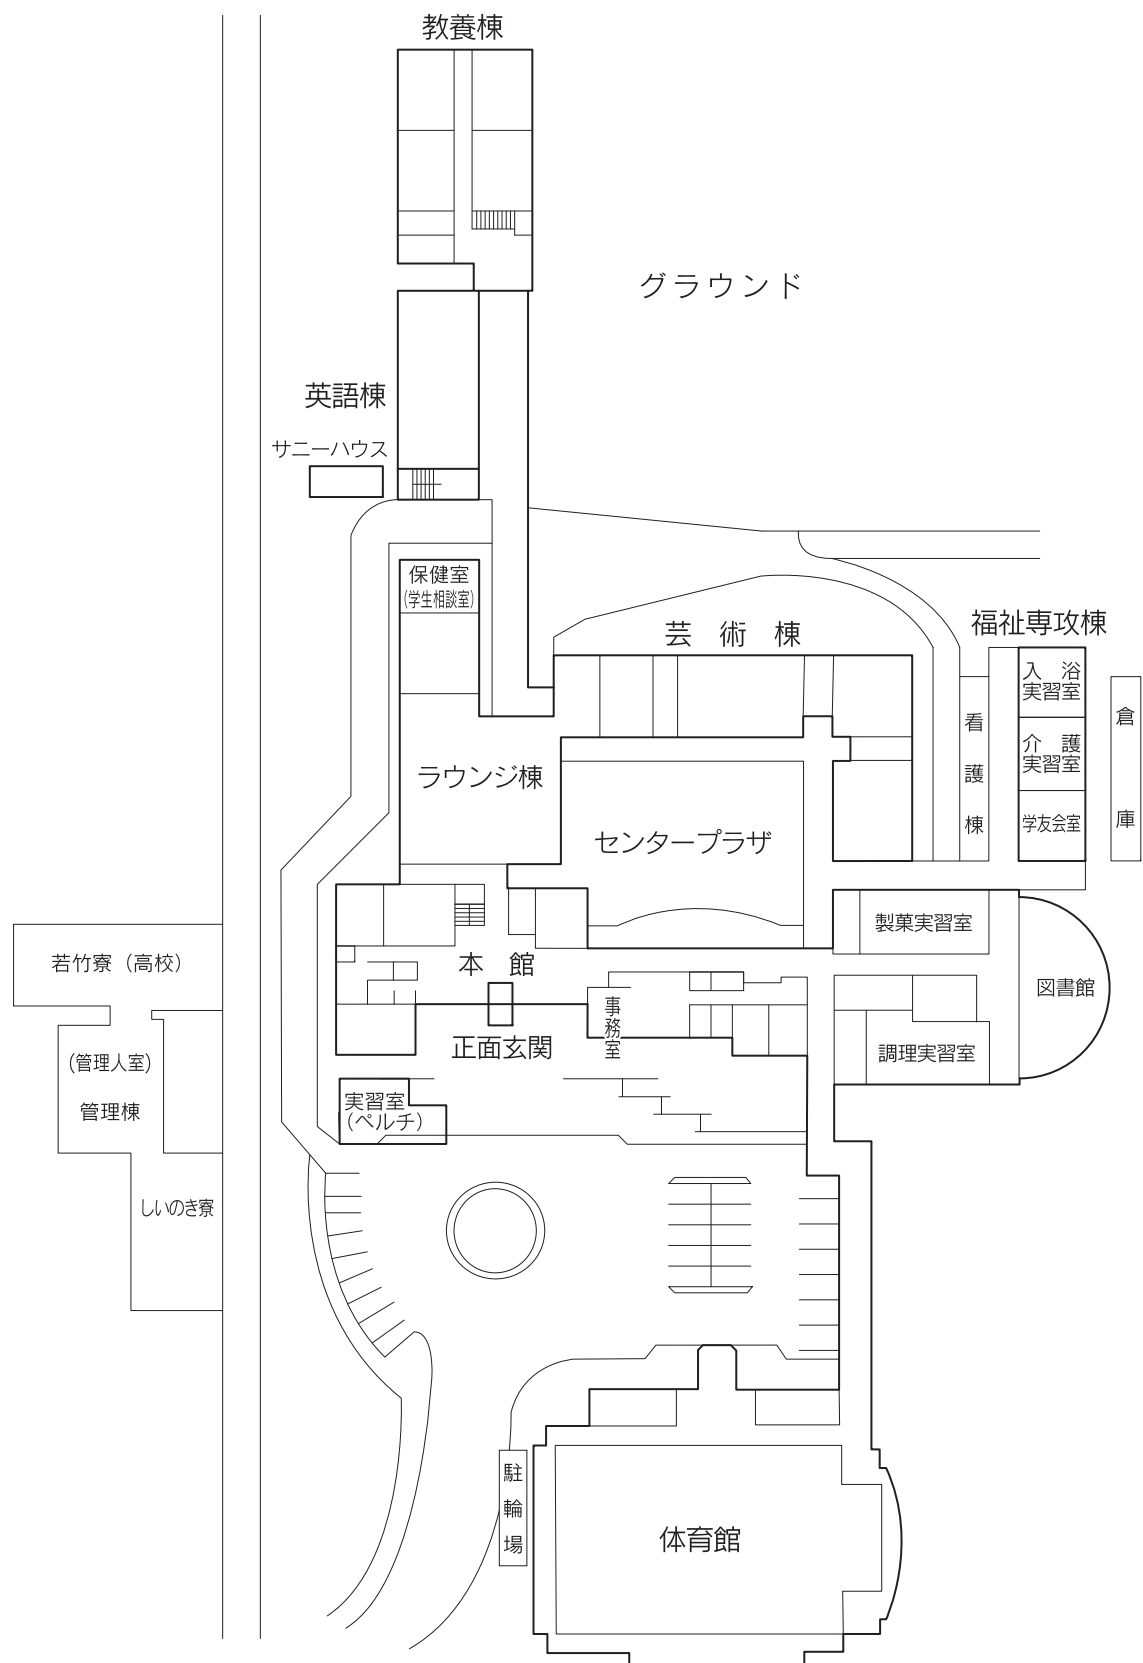 教養棟
グラウンド
英語棟
サニーハウス
保健室
(学生相談室)
芸術棟
福祉専攻棟
入浴
実習室
介護
実習室
学友会室
看護棟
倉庫
ラウンジ棟
センタープラザ
製菓実習室
図書館
調理実習室
本館
事務室
正面玄関
実習室
(ペルチ)
若竹寮(高校)
(管理人室)
管理棟
しいのき寮
駐輪場
体育館